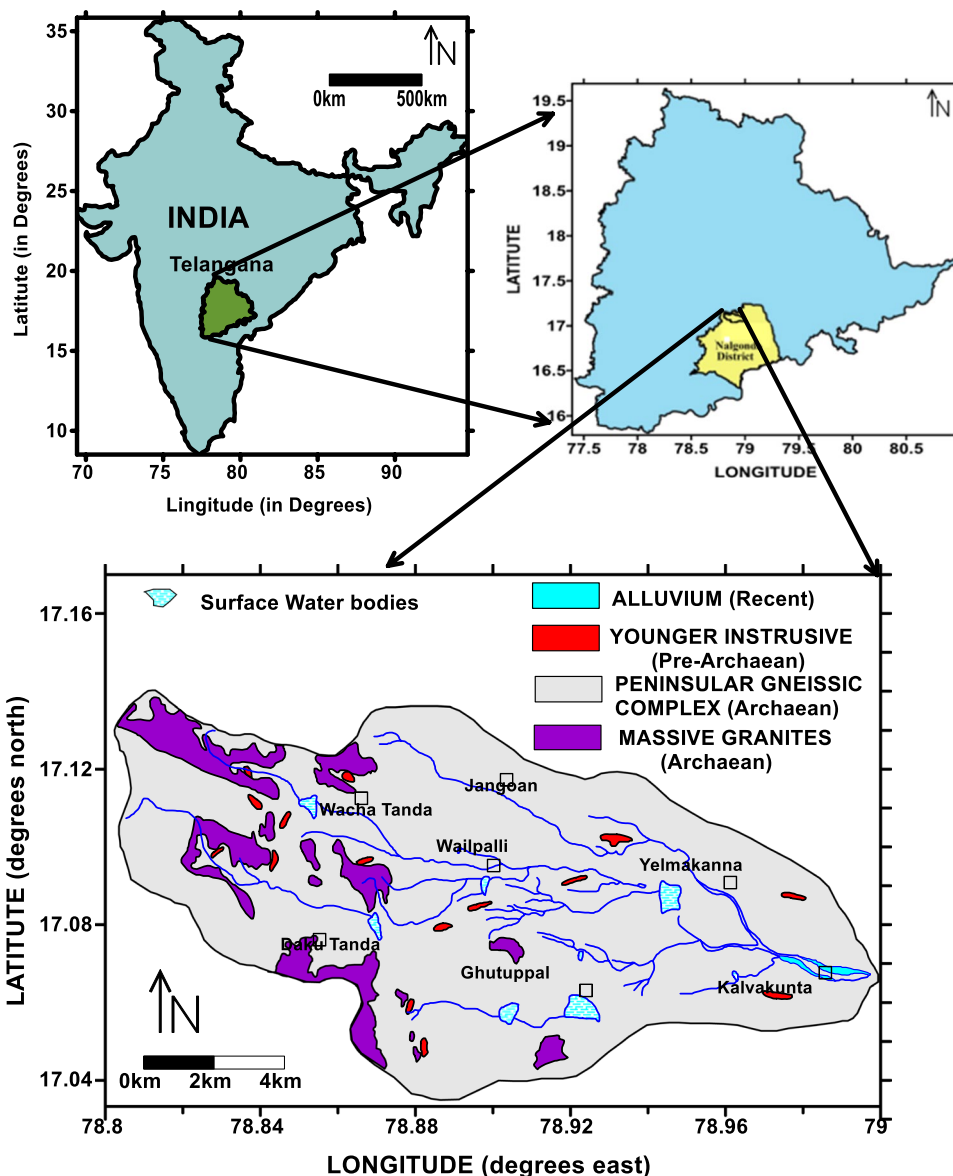 35
30
25
20
15
10
Latitute (in Degrees)
N
0km 500km
INDIA
Telangana
70 75 80 85 90
Lingitude (in Degrees)
N
19.5
19
18.5
18
17.5
17
16.5
16
LATITUTE
Nalgond
District
77.5 78 78.5 79 79.5 80 80.5
LONGITUDE
Surface Water bodies
ALLUVIUM (Recent)
YOUNGER INSTRUSIVE
(Pre-Archaean)
PENINSULAR GNEISSIC
COMPLEX (Archaean)
MASSIVE GRANITES
(Archaean)
17.16
17.12
17.08
17.04
LATITUTE (degrees north)
Jangoan
Wacha Tanda
Wailpalli
Yelmakanna
Daku Tanda
Ghutuppal
Kalvakunta
N
0km 2km 4km
78.8 78.84 78.88 78.92 78.96 79
LONGITUDE (degrees east)